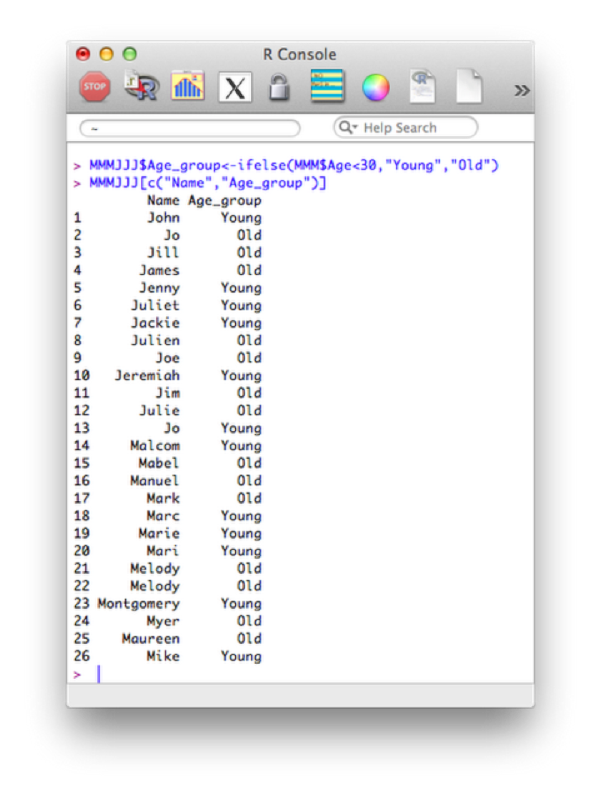 R Console
STOP
R
X
R
»
~
Help Search
> MMMJJJ$Age_group<-ifelse(MMM$Age<30,"Young","Old")
> MMMJJJ[c("Name","Age_group")]
Name Age_group
1 John Young
2 Jo Old
3 Jill Old
4 James Old
5 Jenny Young
6 Juliet Young
7 Jackie Young
8 Julien Old
9 Joe Old
10 Jeremiah Young
11 Jim Old
12 Julie Old
13 Jo Young
14 Malcom Young
15 Mabel Old
16 Manuel Old
17 Mark Old
18 Marc Young
19 Marie Young
20 Mari Young
21 Melody Old
22 Melody Old
23 Montgomery Young
24 Myer Old
25 Maureen Old
26 Mike Young
>